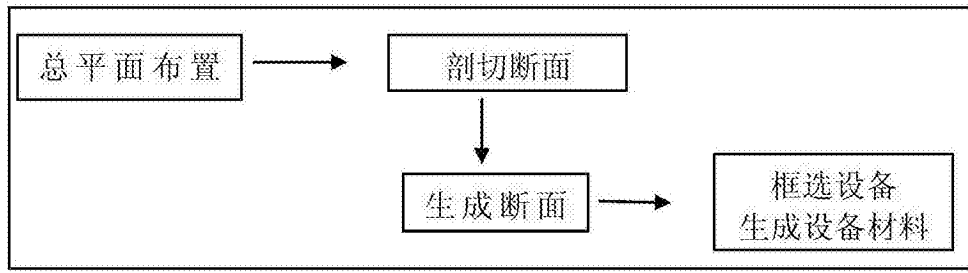 总平面布置
剖切断面
生成断面
框选设备
生成设备材料